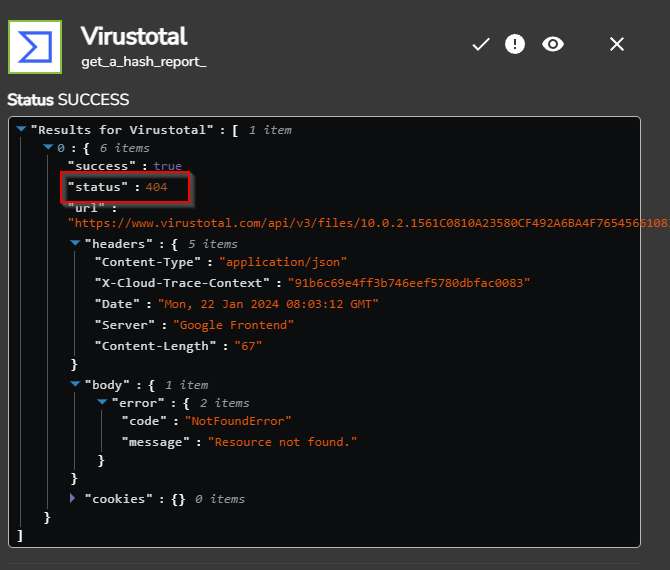 Virustotal
get_a_hash_report_
Status SUCCESS
"Results for Virustotal" : [ 1 item
0 : { 6 items
"success" : true
"status" : 404
"url" :
"https://www.virustotal.com/api/v3/files/10.0.2.1561C0810A23580CF492A6BA4F765456610
"headers" : { 5 items
"Content-Type" : "application/json"
"X-Cloud-Trace-Context" : "91b6c69e4ff3b746eef5780dbfac0083"
"Date" : "Mon, 22 Jan 2024 08:03:12 GMT"
"Server" : "Google Frontend"
"Content-Length" : "67"
}
"body" : { 1 item
"error" : { 2 items
"code" : "NotFoundError"
"message" : "Resource not found."
}
}
"cookies" : {} 0 items
}
]